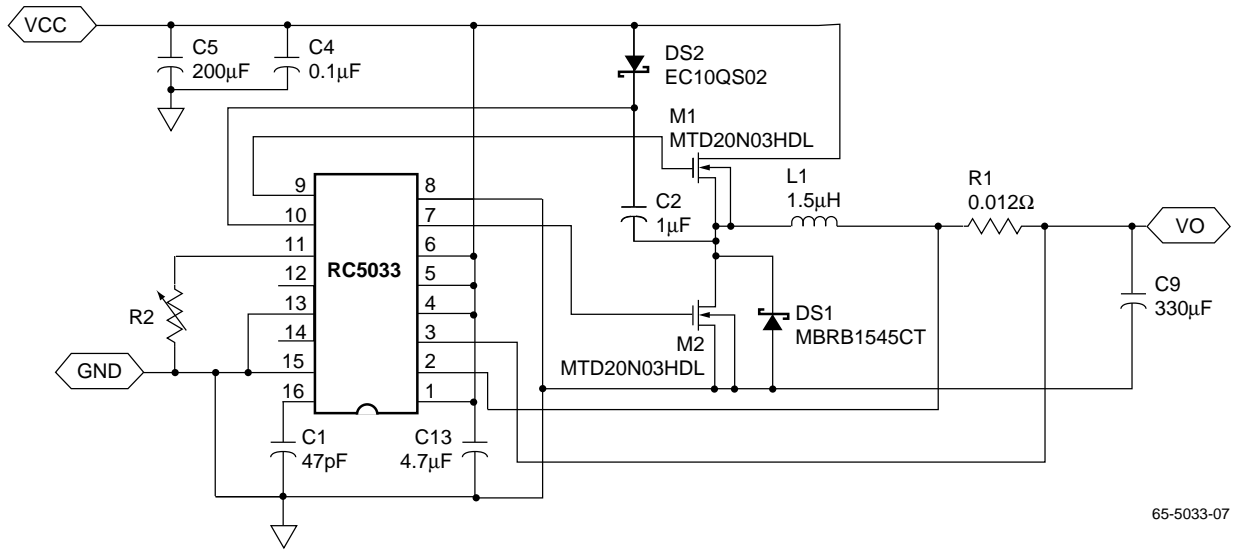 VCC
C5
200μF
C4
0.1μF
DS2
EC10QS02
M1
MTD20N03HDL
C2
1μF
L1
1.5μH
R1
0.012Ω
VO
C9
330μF
DS1
MBRB1545CT
M2
MTD20N03HDL
RC5033
9
10
11
12
13
14
15
16
8
7
6
5
4
3
2
1
R2
GND
C1
47pF
C13
4.7μF
65-5033-07